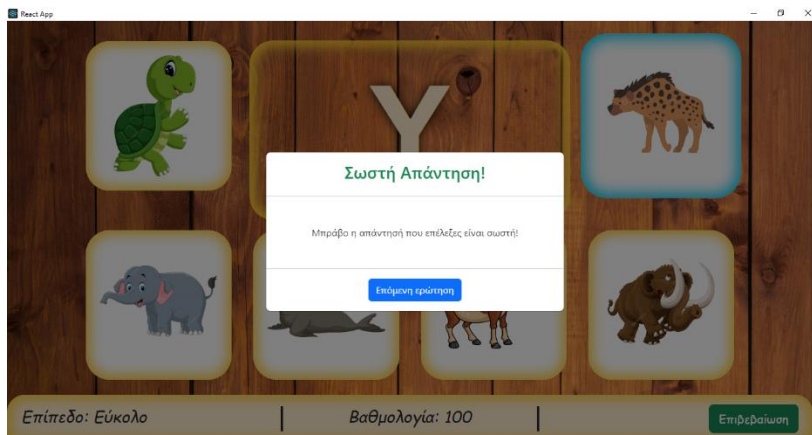 React App
Υ
Σωστή Απάντηση!
Μπράβο η απάντησή που επέλεξες είναι σωστή!
Επόμενη ερώτηση
Επίπεδο: Εύκολο
Βαθμολογία: 100
Επιβεβαίωση